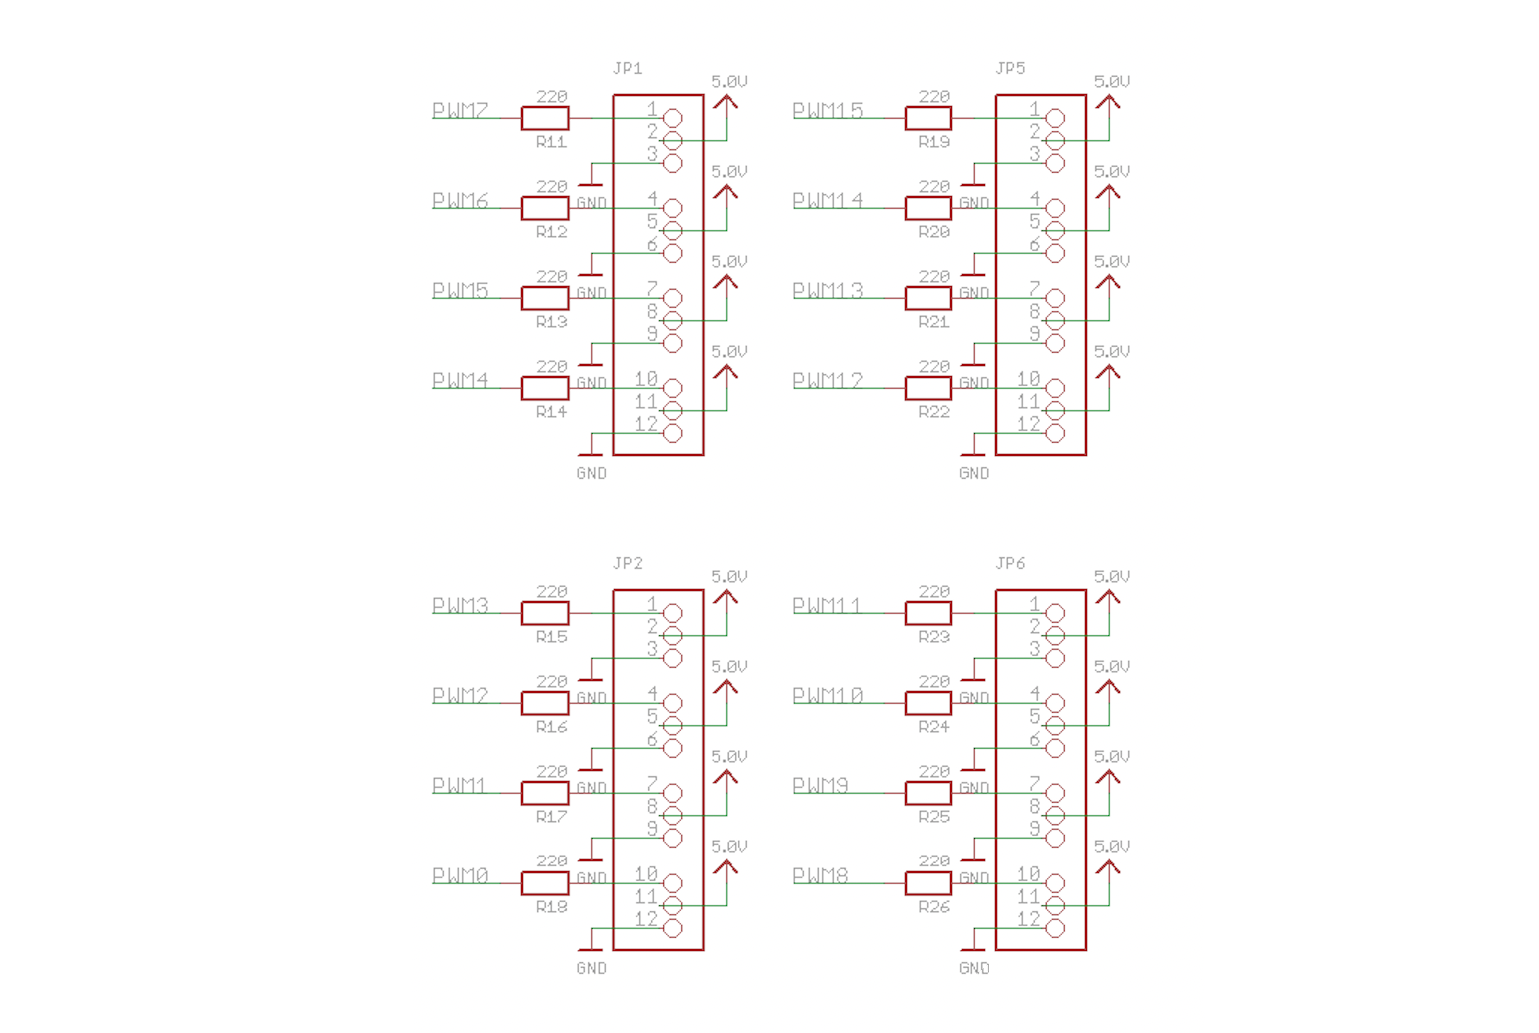 JP1
5.0V
PWM7 220 1
R11 2
3
5.0V
GND
PWM6 220 4
R12 5
6
5.0V
GND
PWM5 220 7
R13 8
9
5.0V
GND
PWM4 220 10
R14 11
12
GND
JP5
5.0V
PWM15 220 1
R19 2
3
5.0V
GND
PWM14 220 4
R20 5
6
5.0V
GND
PWM13 220 7
R21 8
9
5.0V
GND
PWM12 220 10
R22 11
12
GND
JP2
5.0V
PWM3 220 1
R15 2
3
5.0V
GND
PWM2 220 4
R16 5
6
5.0V
GND
PWM1 220 7
R17 8
9
5.0V
GND
PWM0 220 10
R18 11
12
GND
JP6
5.0V
PWM11 220 1
R23 2
3
5.0V
GND
PWM10 220 4
R24 5
6
5.0V
GND
PWM9 220 7
R25 8
9
5.0V
GND
PWM8 220 10
R26 11
12
GND